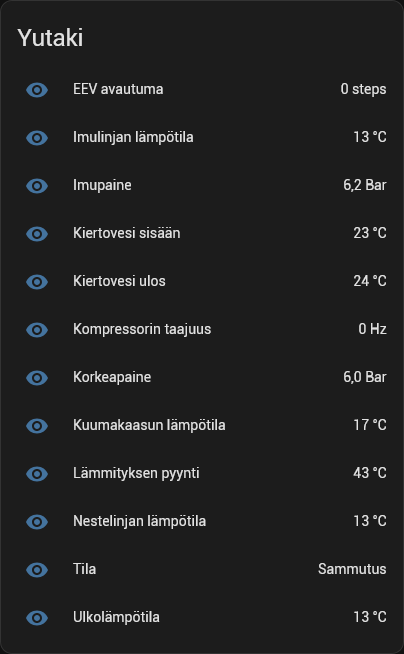 Yutaki
EEV avautuma 0 steps
Imulinjan lämpötila 13 °C
Imupaine 6,2 Bar
Kiertovesi sisään 23 °C
Kiertovesi ulos 24 °C
Kompressorin taajuus 0 Hz
Korkeapaine 6,0 Bar
Kuumakaasun lämpötila 17 °C
Lämmityksen pyynti 43 °C
Nestelinjan lämpötila 13 °C
Tila Sammutus
Ulkolämpötila 13 °C